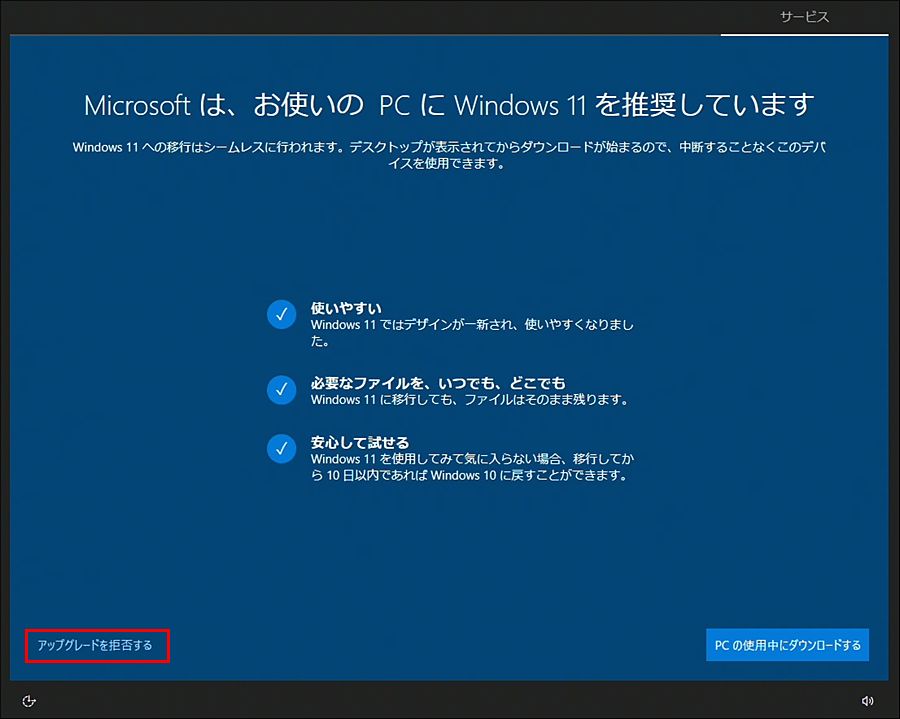 サービス
Microsoft は、お使いの PC に Windows 11 を推奨しています
Windows 11 への移行はシームレスに行われます。デスクトップが表示されてからダウンロードが始まるので、中断することなくこのデバ
イスを使用できます。
使いやすい
Windows 11 ではデザインが一新され、使いやすくなりまし
た。
必要なファイルを、いつでも、どこでも
Windows 11 に移行しても、ファイルはそのまま残ります。
安心して試せる
Windows 11 を使用してみて気に入らない場合、移行してか
ら 10 日以内であれば Windows 10 に戻すことができます。
アップグレードを拒否する
PC の使用中にダウンロードする